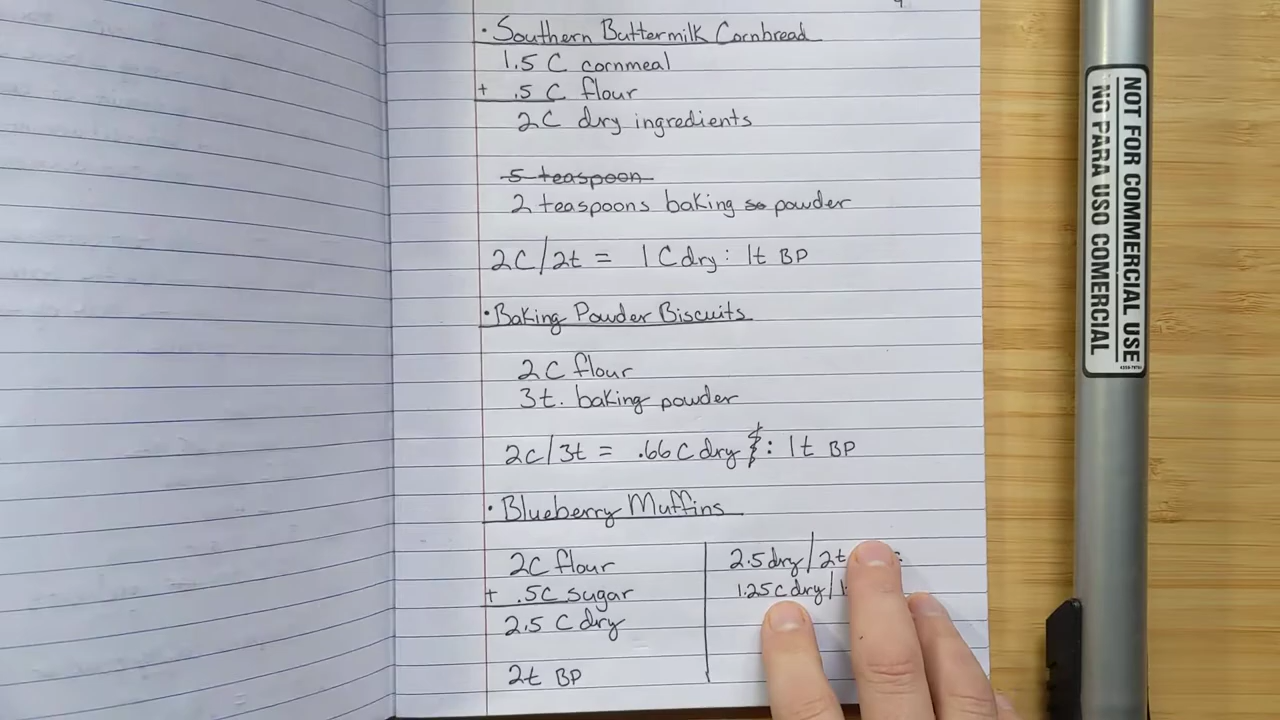 · Southern Buttermilk Cornbread
1.5 C cornmeal
+ .5 C flour
2C dry ingredients
5 teaspoon
2 teaspoons baking so powder
2C/2t = 1C dry: 1t BP
· Baking Powder Biscuits
2C flour
3t. baking powder
2c/3t = .66C dry : 1t BP
· Blueberry Muffins
2C flour
+ .5C sugar
2.5 C dry
2t BP
2.5 dry/2t =
1.25C dry/1
NOT FOR COMMERCIAL USE
NO PARA USO COMERCIAL